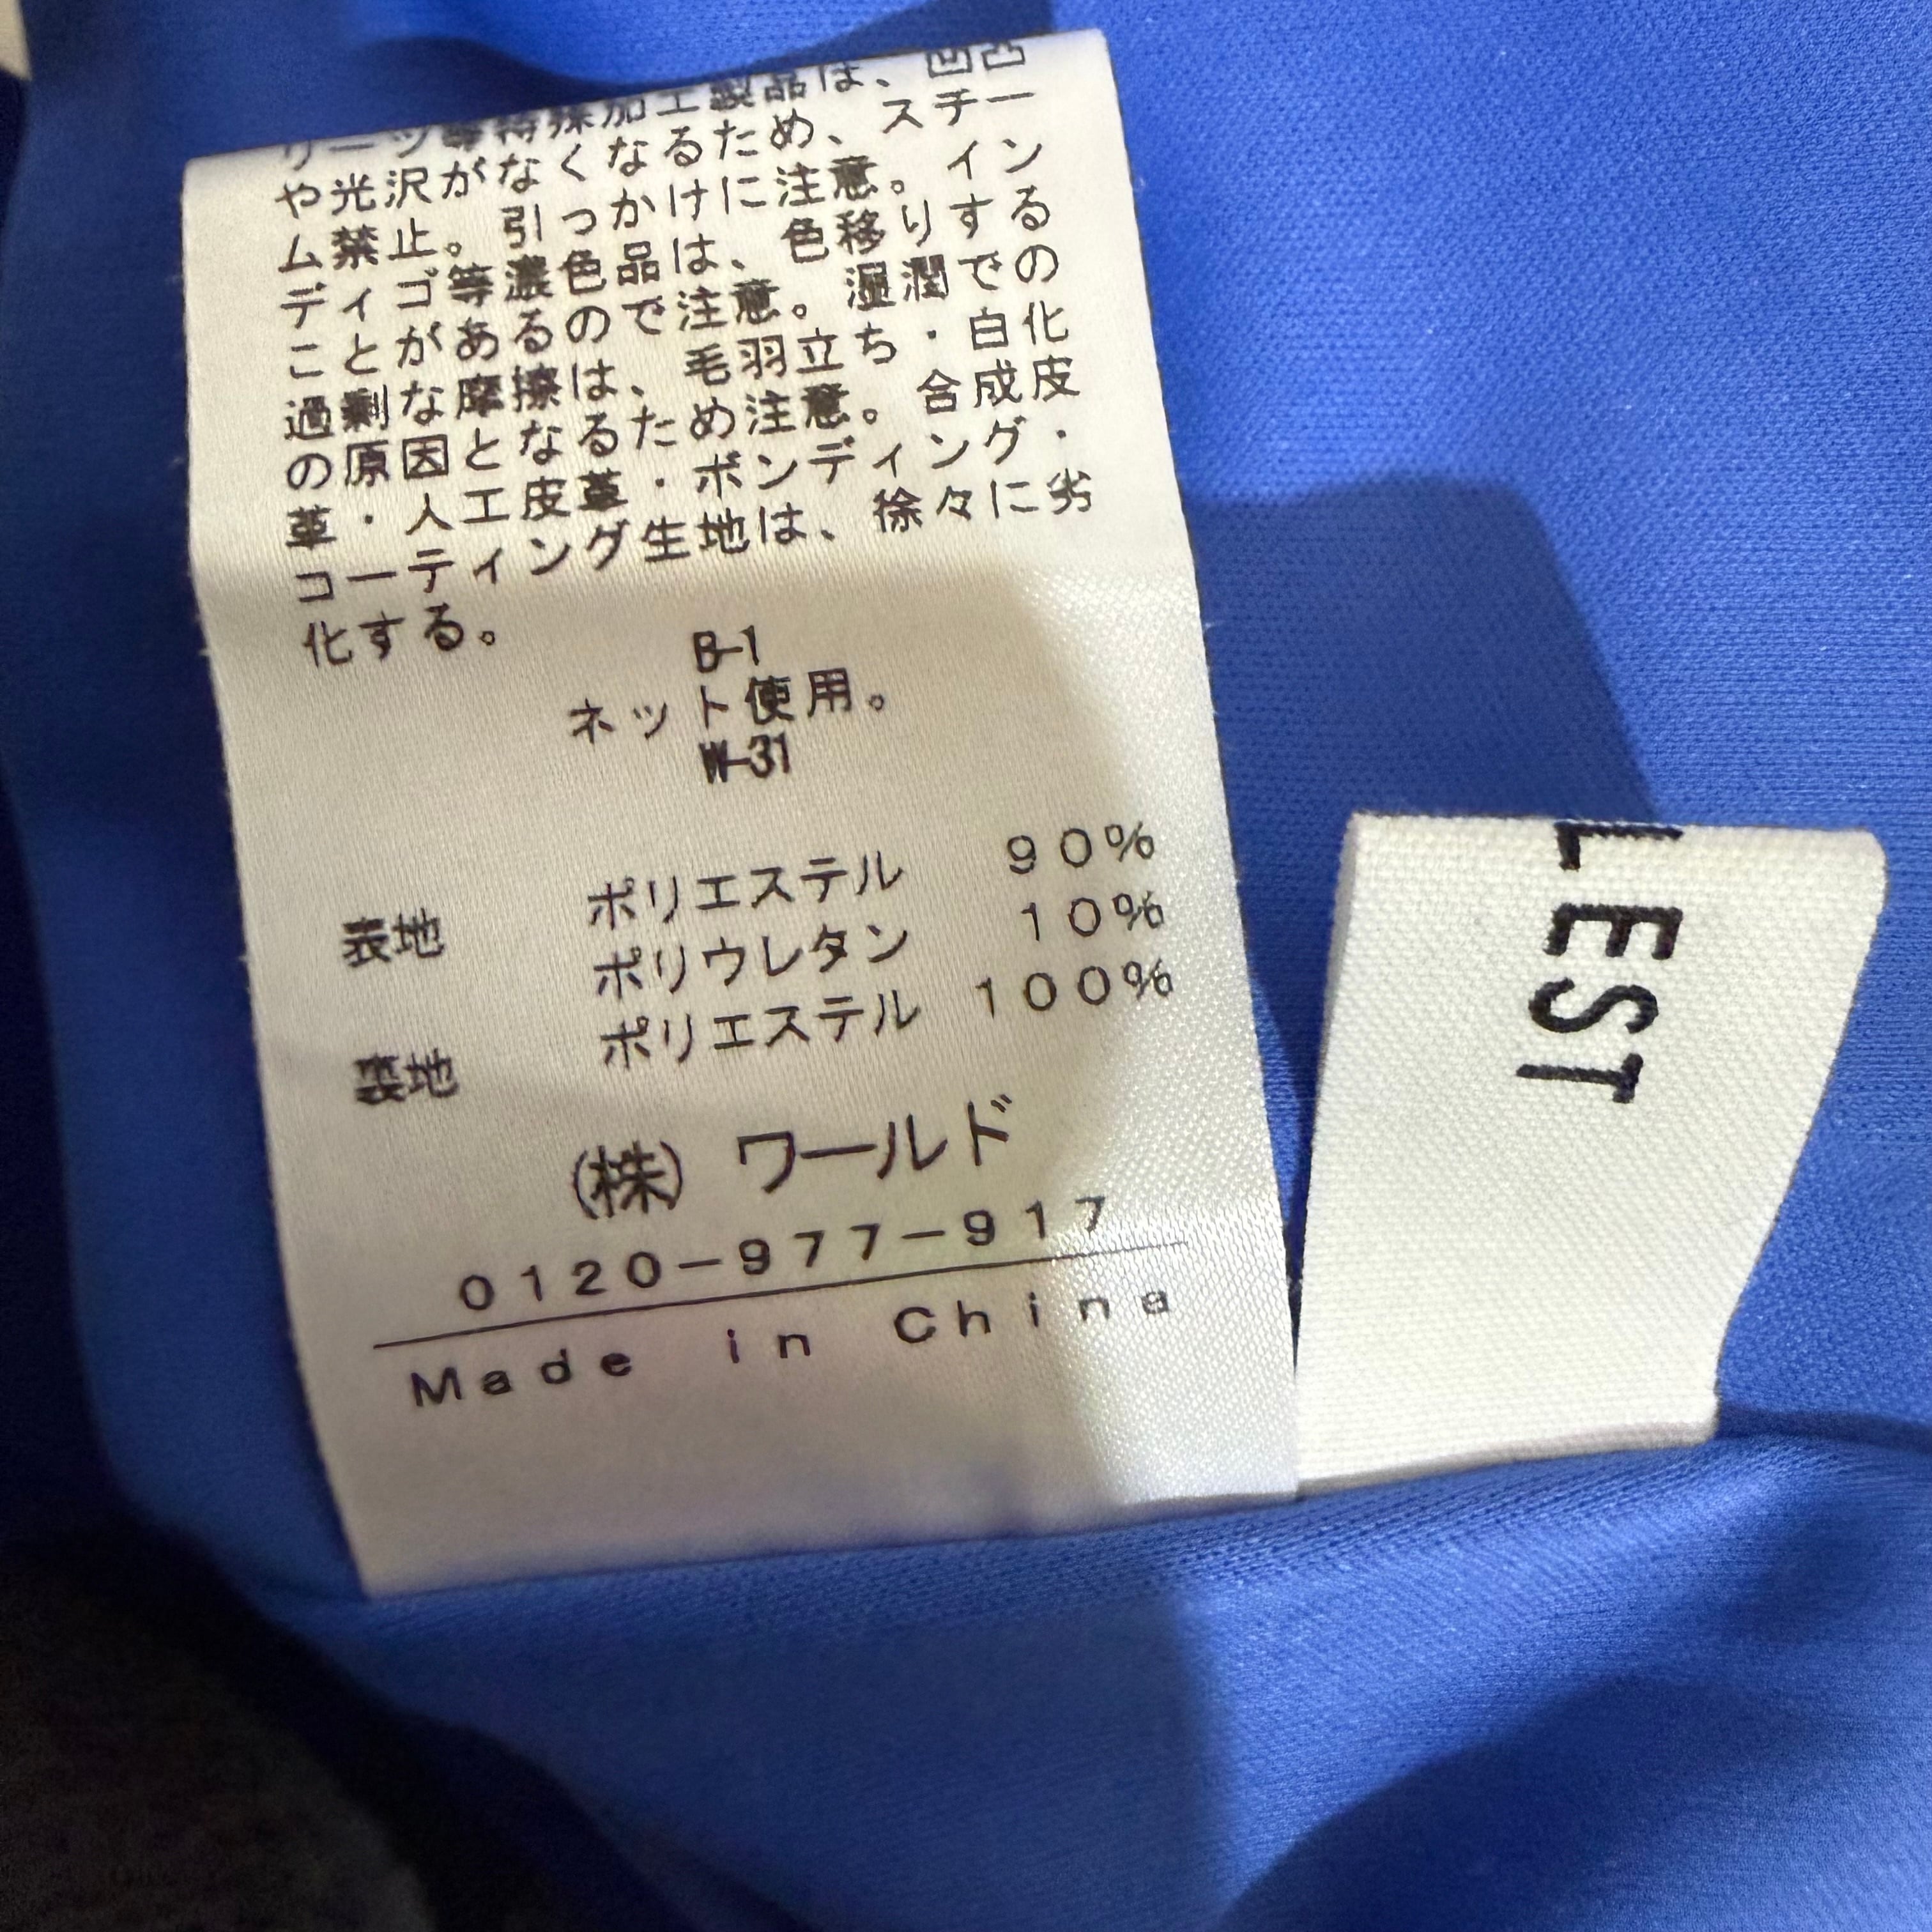 リーツ等特殊加工製品は、凹凸
や光沢がなくなるため、スチー
ム禁止。引っかけに注意。イン
ディゴ等濃色品は、色移りする
ことがあるので注意。湿潤での
過剰な摩擦は、毛羽立ち・白化
の原因となるため注意。合成皮
革・人工皮革・ボンディング・
コーティング生地は、徐々に劣
化する。
B-1
ネット使用。
W-31
表地 ポリエステル 90%
ポリウレタン 10%
裏地 ポリエステル 100%
(株) ワールド
0120-977-917
Made in China
LEST